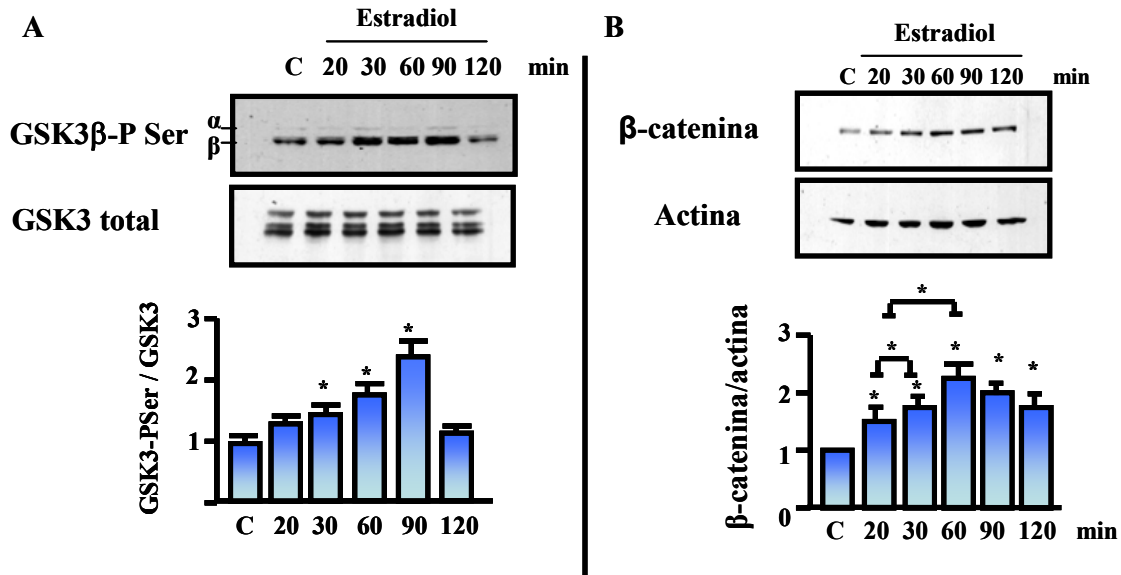 A
Estradiol
C 20 30 60 90 120 min
GSK3β-P Ser
α
β
GSK3 total
GSK3-PSer / GSK3
3
2
1
* * *
C 20 30 60 90 120
B
Estradiol
C 20 30 60 90 120 min
β-catenina
Actina
β-catenina/actina
3
2
1
0
*
*
* * * * *
C 20 30 60 90 120 min